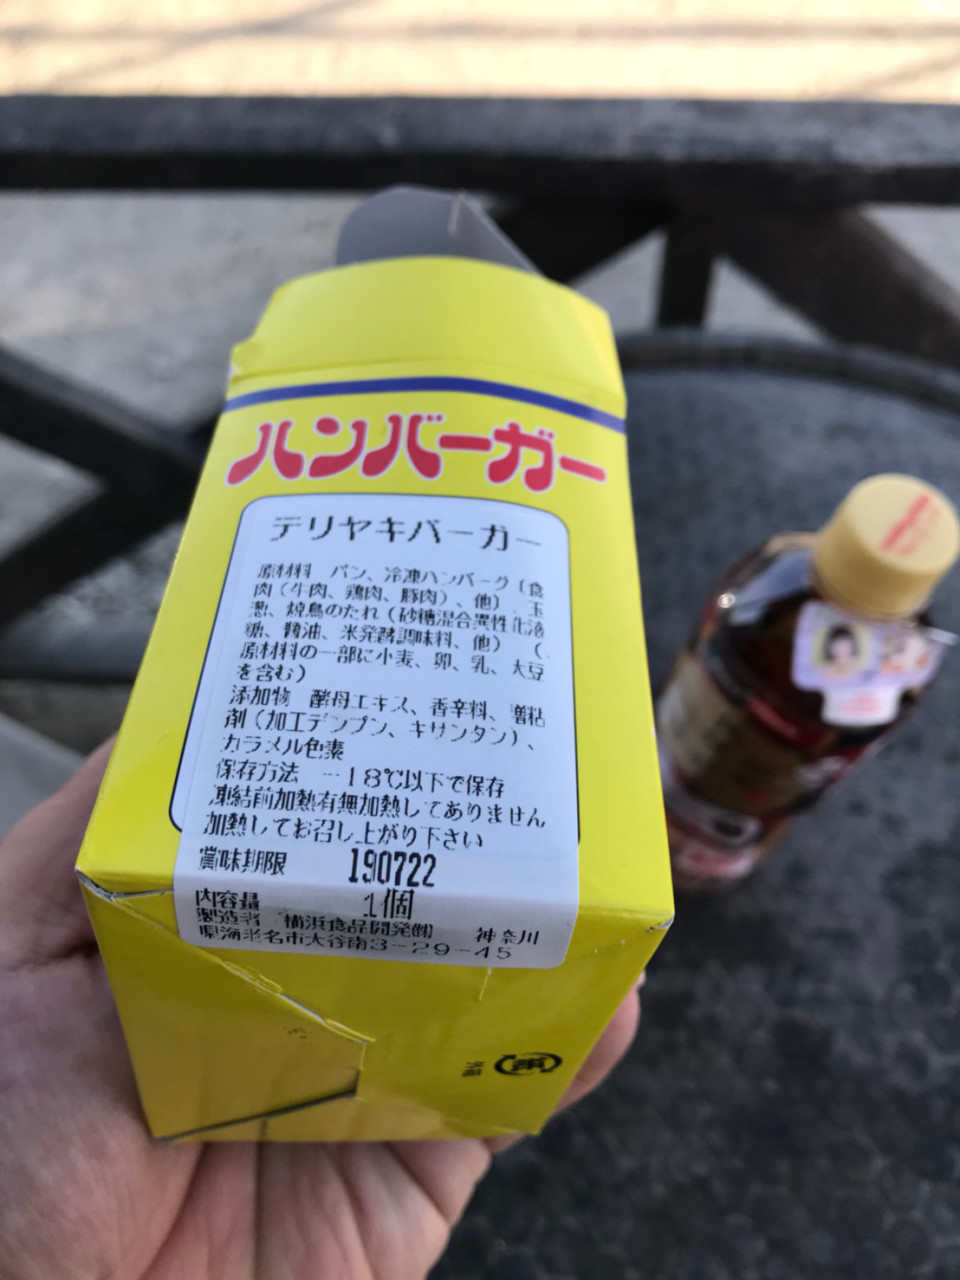 ハンバーガー
テリヤキバーガー
原材料 パン、冷凍ハンバーグ(食
肉(牛肉、鶏肉、豚肉)、他)、玉
葱、焼鳥のたれ(砂糖混合異性化液
糖、醤油、米発酵調味料、他) (
原材料の一部に小麦、卵、乳、大豆
を含む)
添加物 酵母エキス、香辛料、増粘
剤(加工デンプン、キサンタン)、
カラメル色素
保存方法 -18℃以下で保存
凍結前加熱有無加熱してありません
加熱してお召し上がり下さい
賞味期限 190722
内容量 1個
製造者 横浜食品開発㈱ 神奈川
県海老名市大谷南3-29-45
外箱
紙